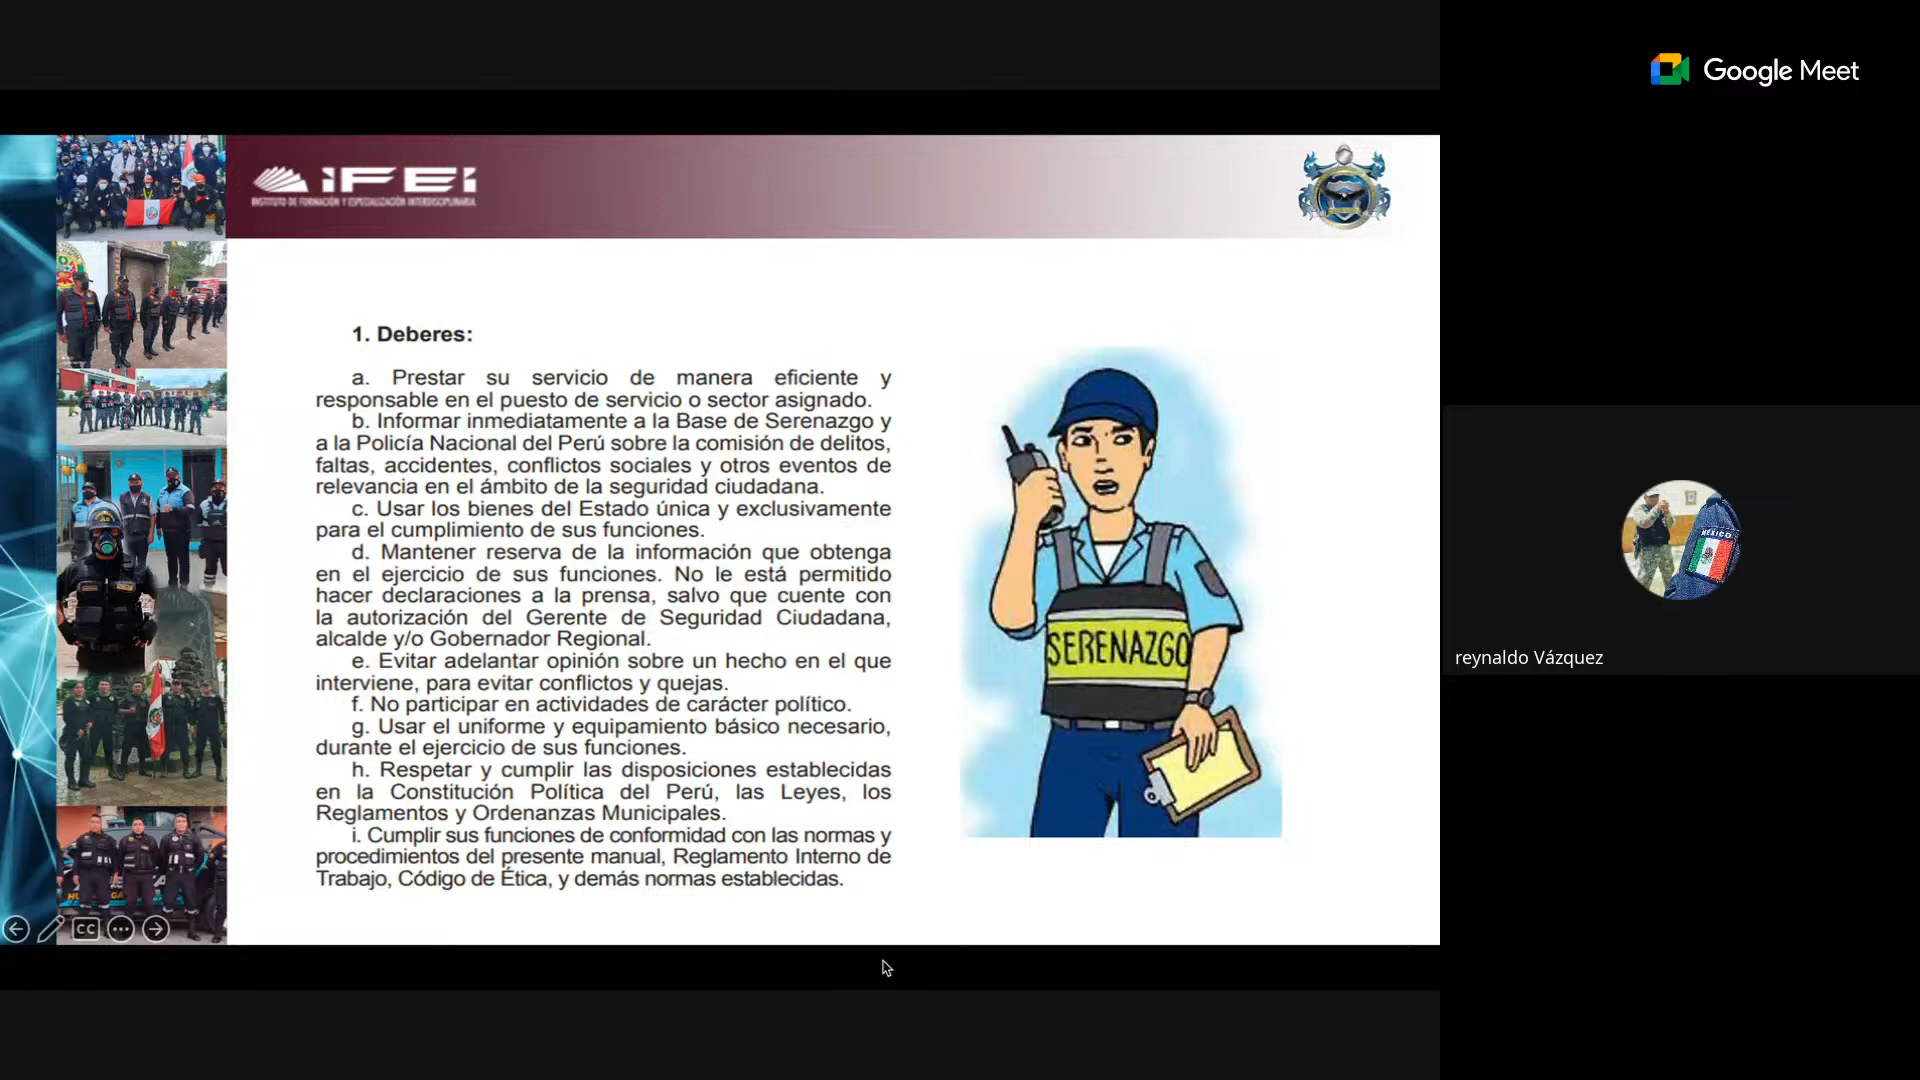 Google Meet
iFEi
INSTITUTO DE FORMACIÓN Y ESPECIALIZACIÓN INTERDISCIPLINARIA
1. Deberes:
a. Prestar su servicio de manera eficiente y
responsable en el puesto de servicio o sector asignado.
b. Informar inmediatamente a la Base de Serenazgo y
a la Policía Nacional del Perú sobre la comisión de delitos,
faltas, accidentes, conflictos sociales y otros eventos de
relevancia en el ámbito de la seguridad ciudadana.
c. Usar los bienes del Estado única y exclusivamente
para el cumplimiento de sus funciones.
d. Mantener reserva de la información que obtenga
en el ejercicio de sus funciones. No le está permitido
hacer declaraciones a la prensa, salvo que cuente con
la autorización del Gerente de Seguridad Ciudadana,
alcalde y/o Gobernador Regional.
e. Evitar adelantar opinión sobre un hecho en el que
interviene, para evitar conflictos y quejas.
f. No participar en actividades de carácter político.
g. Usar el uniforme y equipamiento básico necesario,
durante el ejercicio de sus funciones.
h. Respetar y cumplir las disposiciones establecidas
en la Constitución Política del Perú, las Leyes, los
Reglamentos y Ordenanzas Municipales.
i. Cumplir sus funciones de conformidad con las normas y
procedimientos del presente manual, Reglamento Interno de
Trabajo, Código de Ética, y demás normas establecidas.
SERENAZGO
MEXICO
reynaldo Vázquez
CC